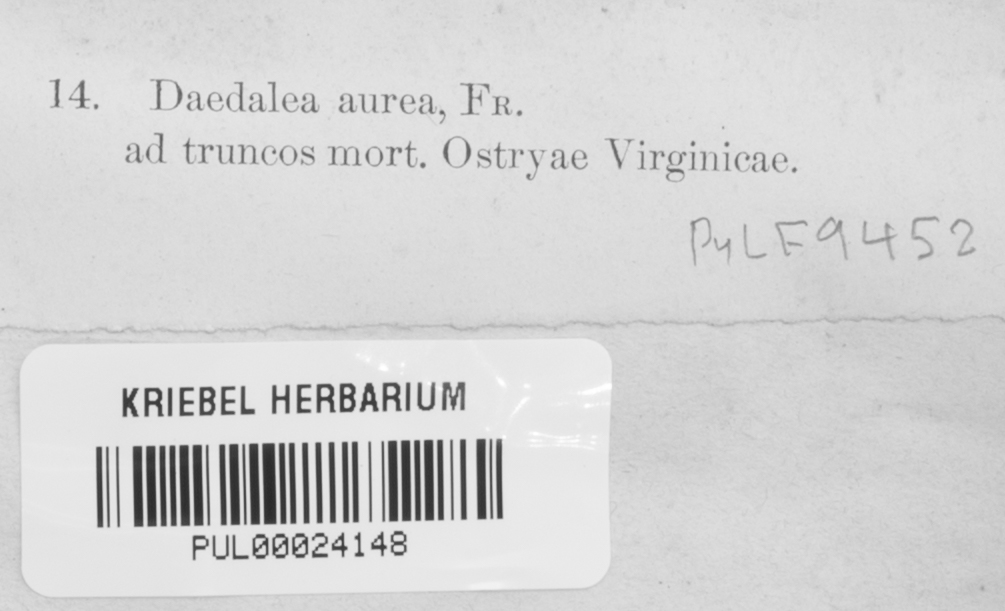 14. Daedalea aurea, Fr.
ad truncos mort. Ostryae Virginicae.
PuLF9452
KRIEBEL HERBARIUM
PUL00024148